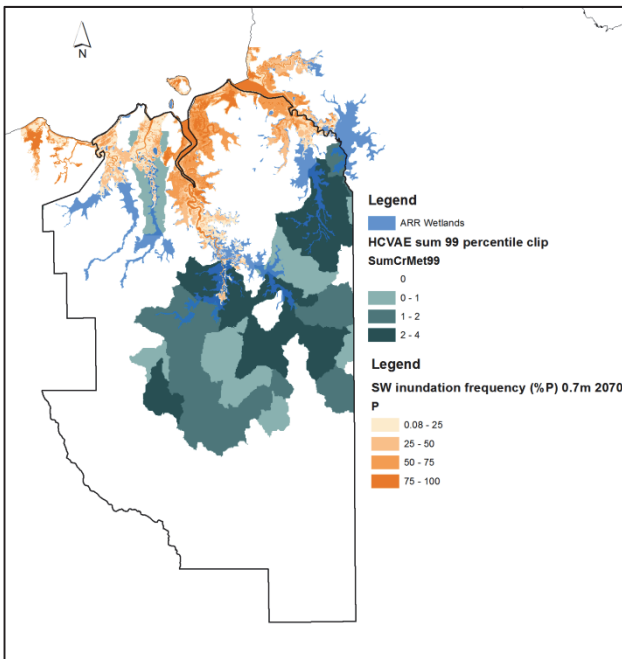 N
Legend
ARR Wetlands
HCVAE sum 99 percentile clip
SumCrMet99
0
0 - 1
1 - 2
2 - 4
Legend
SW inundation frequency (%P) 0.7m 2070
P
0.08 - 25
25 - 50
50 - 75
75 - 100